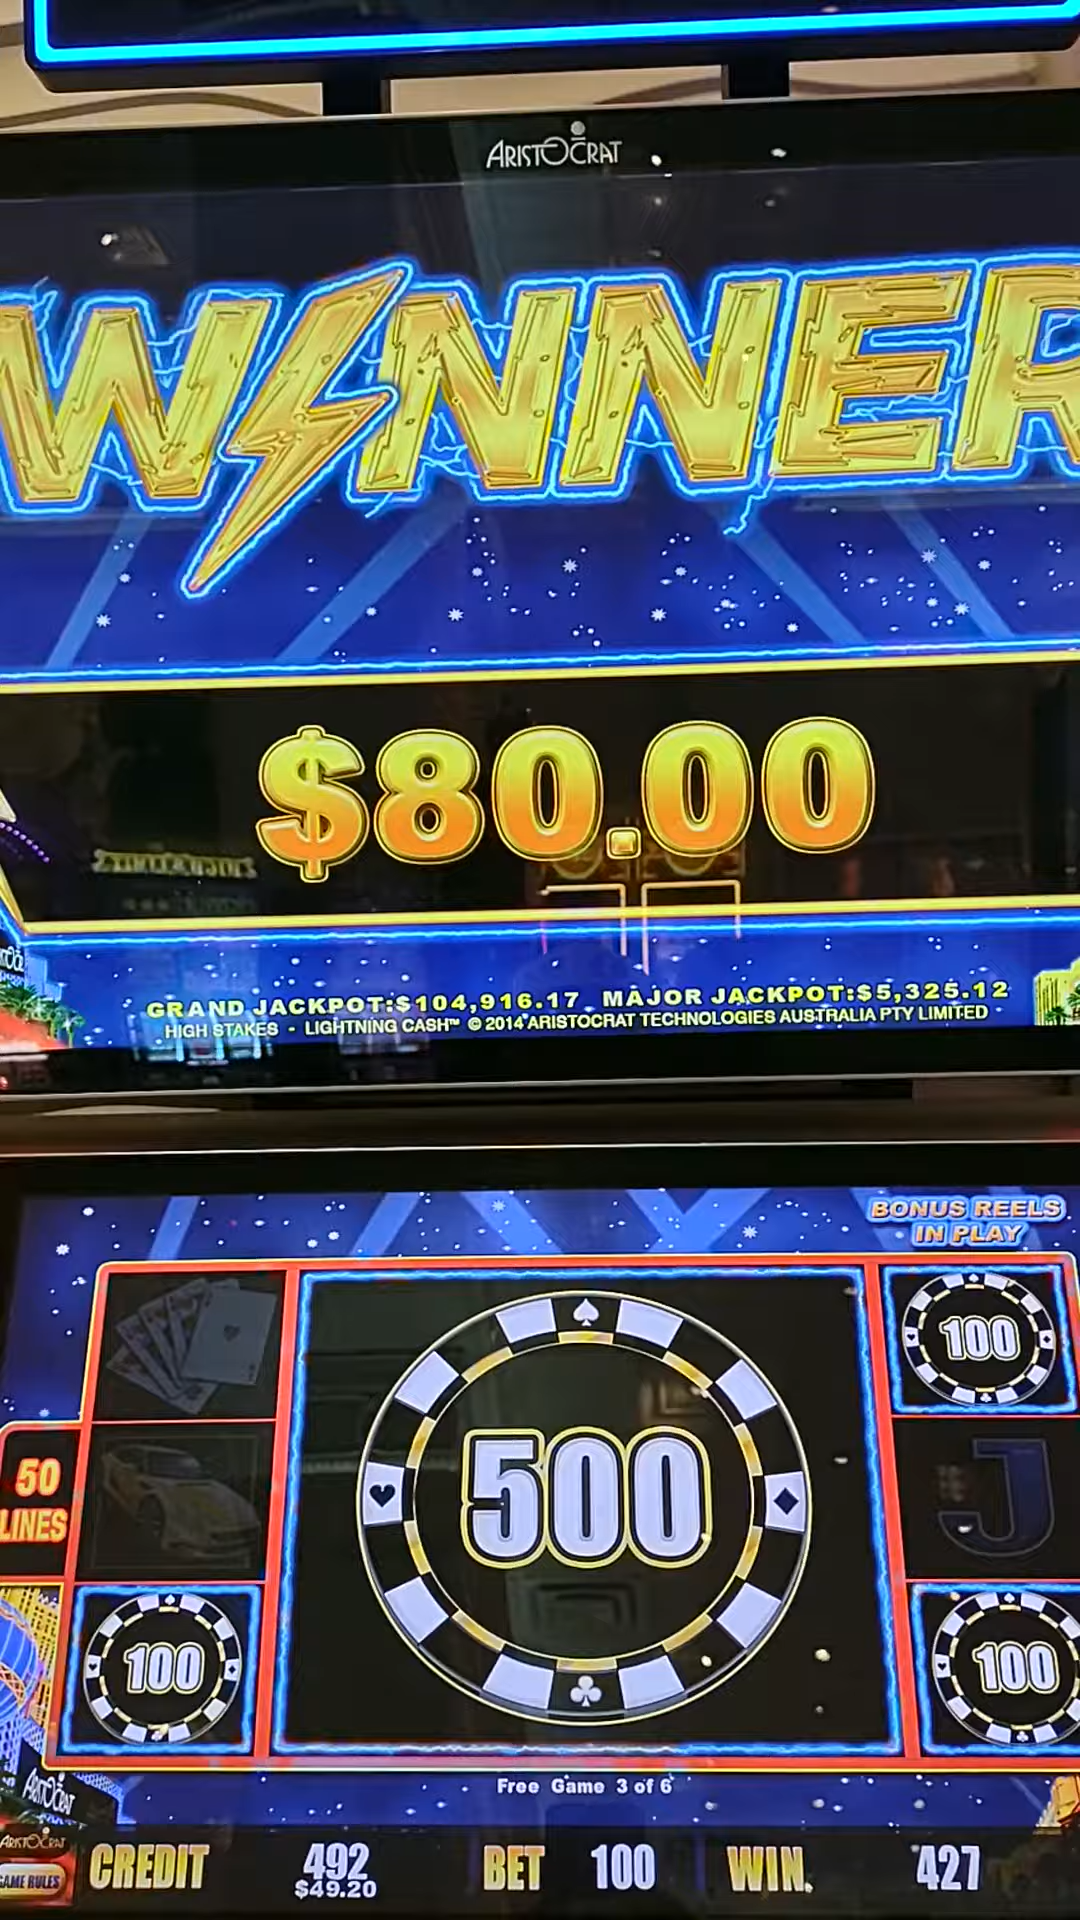 ARISTOCRAT
WINNER
$80.00
GRAND JACKPOT:$104,916.17 MAJOR JACKPOT:$5,325.12
HIGH STAKES - LIGHTNING CASH™ © 2014 ARISTOCRAT TECHNOLOGIES AUSTRALIA PTY LIMITED
BONUS REELS
IN PLAY
100
500
50
LINES
J
100
100
Free Game 3 of 6
ARISTOCRAT
ARISTOCRAT
GAME RULES
CREDIT 492 BET 100 WIN 427
$49.20